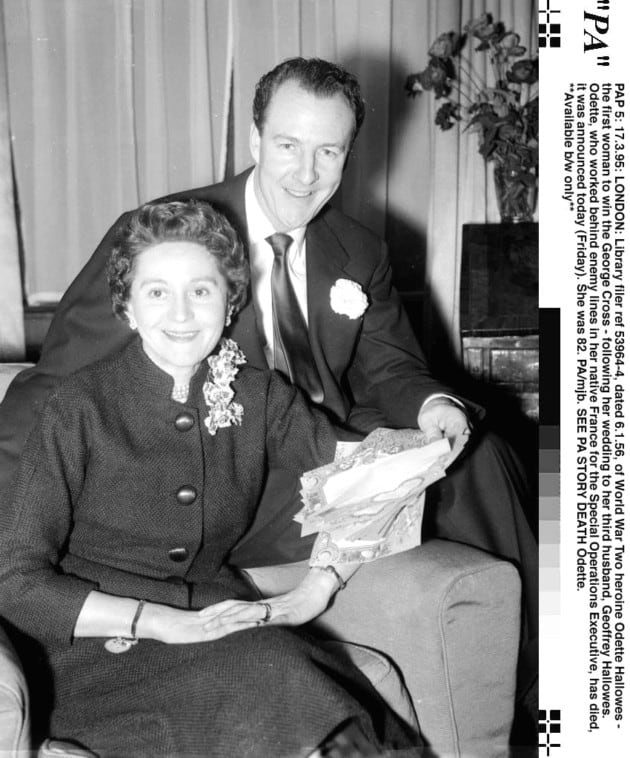 "PA"
PAP 5: 17.3.95: LONDON: Library filer ref 53964-4, dated 6.1.56, of World War Two heroine Odette Hallowes -
the first woman to win the George Cross - following her wedding to her third husband, Geoffrey Hallowes.
Odette, who worked behind enemy lines in her native France for the Special Operations Executive, has died,
it was announced today (Friday). She was 82. PA/mjb. SEE PA STORY DEATH Odette.
**Available b/w only**